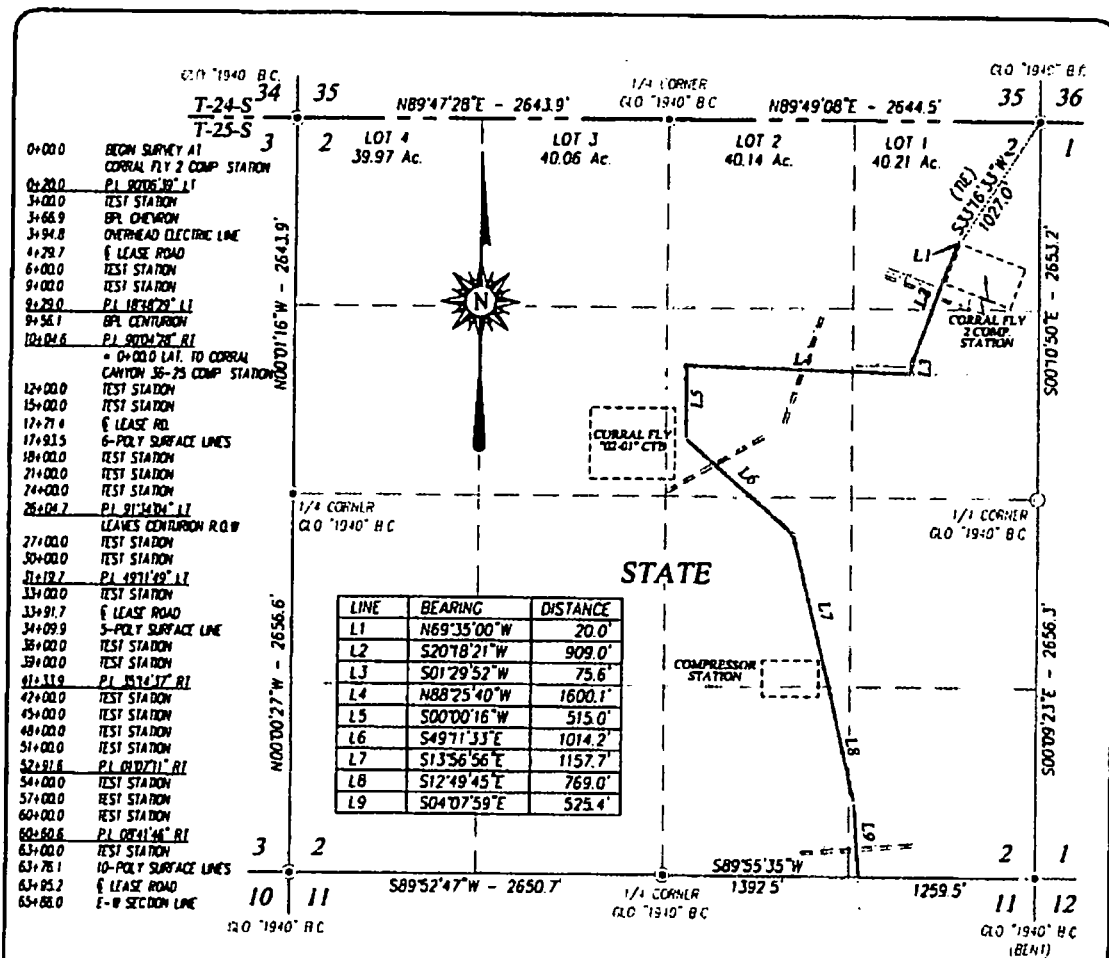 GLO "1940" B.C.
34 35
T-24-S
T-25-S
3 2
N89°47'28"E - 2643.9'
1/4 CORNER
GLO "1940" B.C
N89°49'08"E - 2644.5'
GLO "1940" B.C.
35 36
2 1
LOT 4
39.97 Ac.
LOT 3
40.06 Ac.
LOT 2
40.14 Ac.
LOT 1
40.21 Ac.
(TIE)
S33°16'33"W
1027.0'
0+00.0 BEGIN SURVEY AT
CORRAL FLY 2 COMP STATION
0+20.0 P.I. 90°06'39" LT
3+00.0 TEST STATION
3+66.9 BPL CHEVRON
3+94.8 OVERHEAD ELECTRIC LINE
4+29.7 ℄ LEASE ROAD
6+00.0 TEST STATION
9+00.0 TEST STATION
9+29.0 P.I. 18°48'29" LT
9+56.1 BPL CENTURION
10+04.6 P.I. 90°04'28" RT
= 0+00.0 LAT. TO CORRAL
CANYON 36-25 COMP STATION
12+00.0 TEST STATION
15+00.0 TEST STATION
17+71.4 ℄ LEASE RD.
17+93.5 6-POLY SURFACE LINES
18+00.0 TEST STATION
21+00.0 TEST STATION
24+00.0 TEST STATION
26+04.7 P.I. 91°34'04" LT
LEAVES CENTURION R.O.W
27+00.0 TEST STATION
30+00.0 TEST STATION
31+19.7 P.I. 49°11'49" LT
33+00.0 TEST STATION
33+91.7 ℄ LEASE ROAD
34+09.9 5-POLY SURFACE LINE
36+00.0 TEST STATION
39+00.0 TEST STATION
41+33.9 P.I. 35°14'37" RT
42+00.0 TEST STATION
45+00.0 TEST STATION
48+00.0 TEST STATION
51+00.0 TEST STATION
52+91.6 P.I. 01°07'11" RT
54+00.0 TEST STATION
57+00.0 TEST STATION
60+00.0 TEST STATION
60+60.6 P.I. 08°41'46" RT
63+00.0 TEST STATION
63+76.1 10-POLY SURFACE LINES
63+95.2 ℄ LEASE ROAD
65+86.0 E-W SECTION LINE
N00°01'16"W - 2643.9'
N
L1
L2
L3
L4
L5
CORRAL FLY
2 COMP.
STATION
S00°10'50"E - 2653.2'
CORRAL FLY
"02-01" CTB
L6
1/4 CORNER
GLO "1940" B.C
1/4 CORNER
GLO "1940" B.C
STATE
LINE BEARING DISTANCE
L1 N69°35'00"W 20.0'
L2 S20°18'21"W 909.0'
L3 S01°29'52"W 75.6'
L4 N88°25'40"W 1600.1'
L5 S00°00'16"W 515.0'
L6 S49°11'33"E 1014.2'
L7 S13°56'56"E 1157.7'
L8 S12°49'45"E 769.0'
L9 S04°07'59"E 525.4'
L7
COMPRESSOR
STATION
L8
L9
N00°00'27"W - 2656.6'
S00°09'23"E - 2656.3'
3 2
10 11
GLO "1940" B.C
S89°52'47"W - 2650.7'
1/4 CORNER
GLO "1940" B.C
S89°55'35"W
1392.5'
1259.5'
2 1
11 12
GLO "1940" B.C
(BENT)